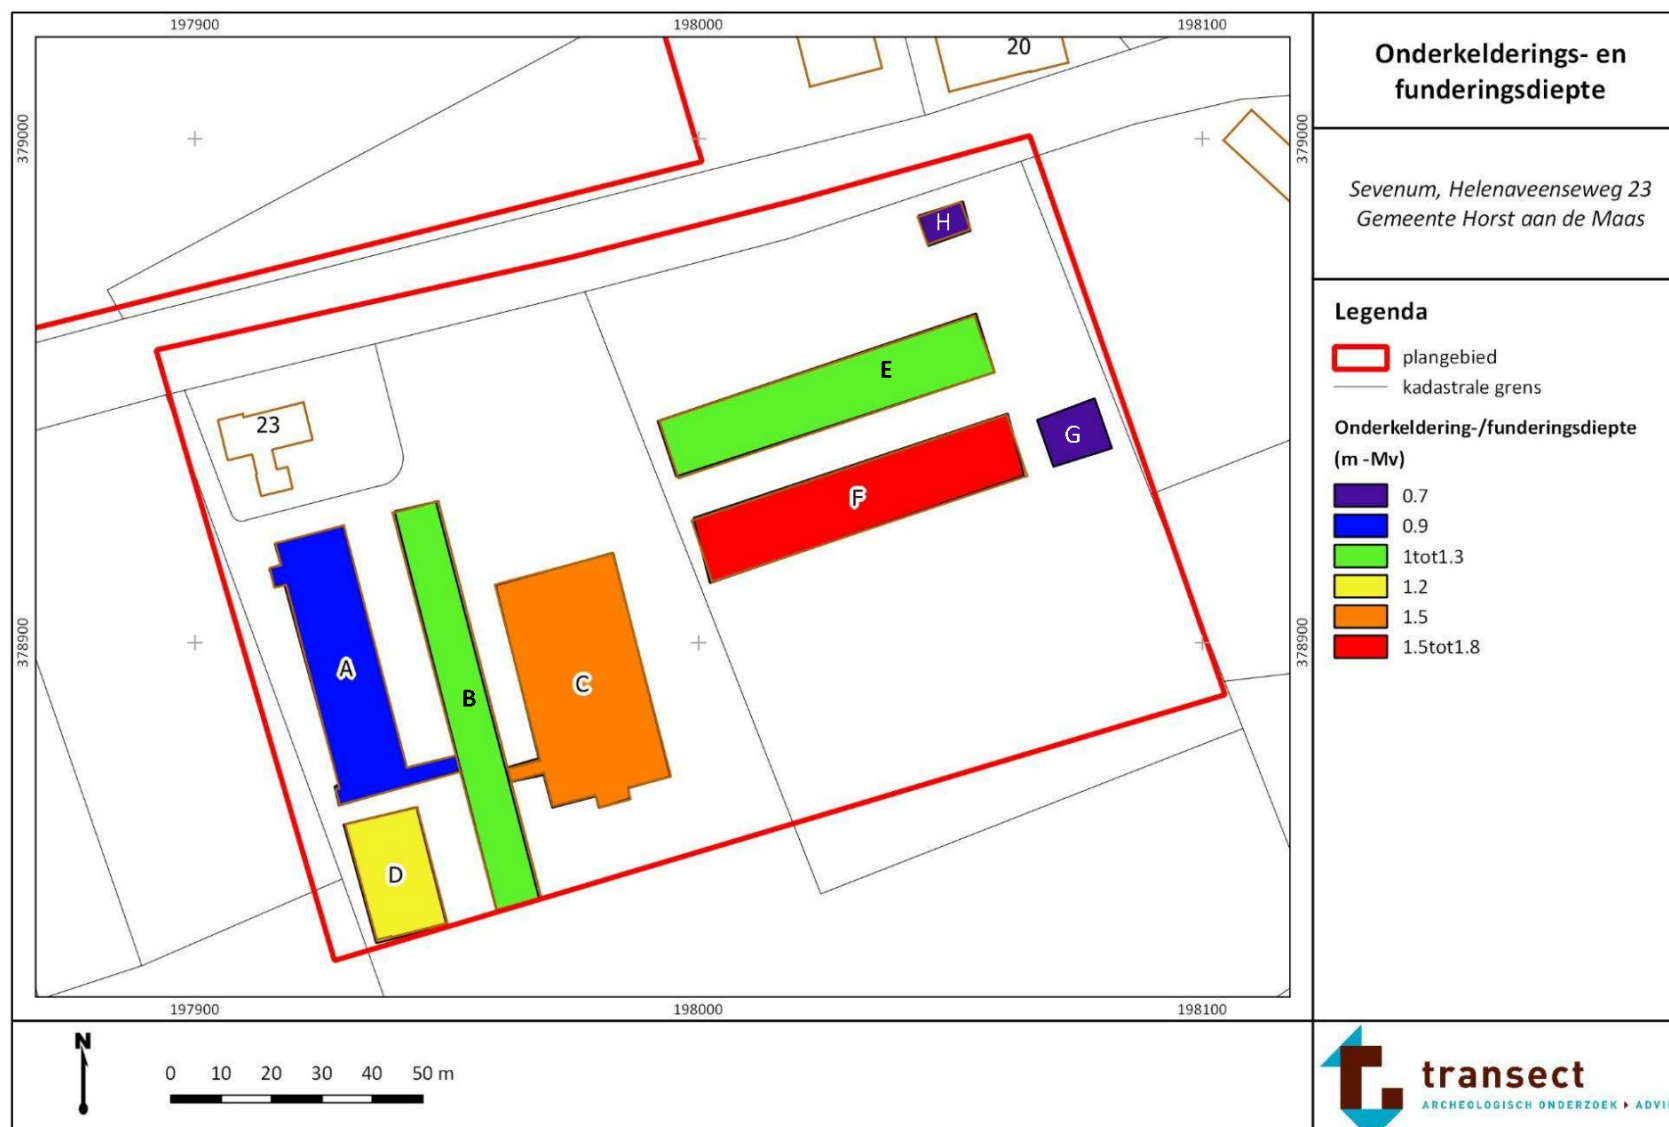 197900
198000
198100
20
379000
379000
H
E
23
G
F
A
B
C
378900
378900
D
197900
198000
198100
N
0 10 20 30 40 50 m
Onderkelderings- en
funderingsdiepte
Sevenum, Helenaveenseweg 23
Gemeente Horst aan de Maas
Legenda
plangebied
kadastrale grens
Onderkeldering-/funderingsdiepte
(m -Mv)
0.7
0.9
1tot1.3
1.2
1.5
1.5tot1.8
transect
ARCHEOLOGISCH ONDERZOEK ▸ ADVI